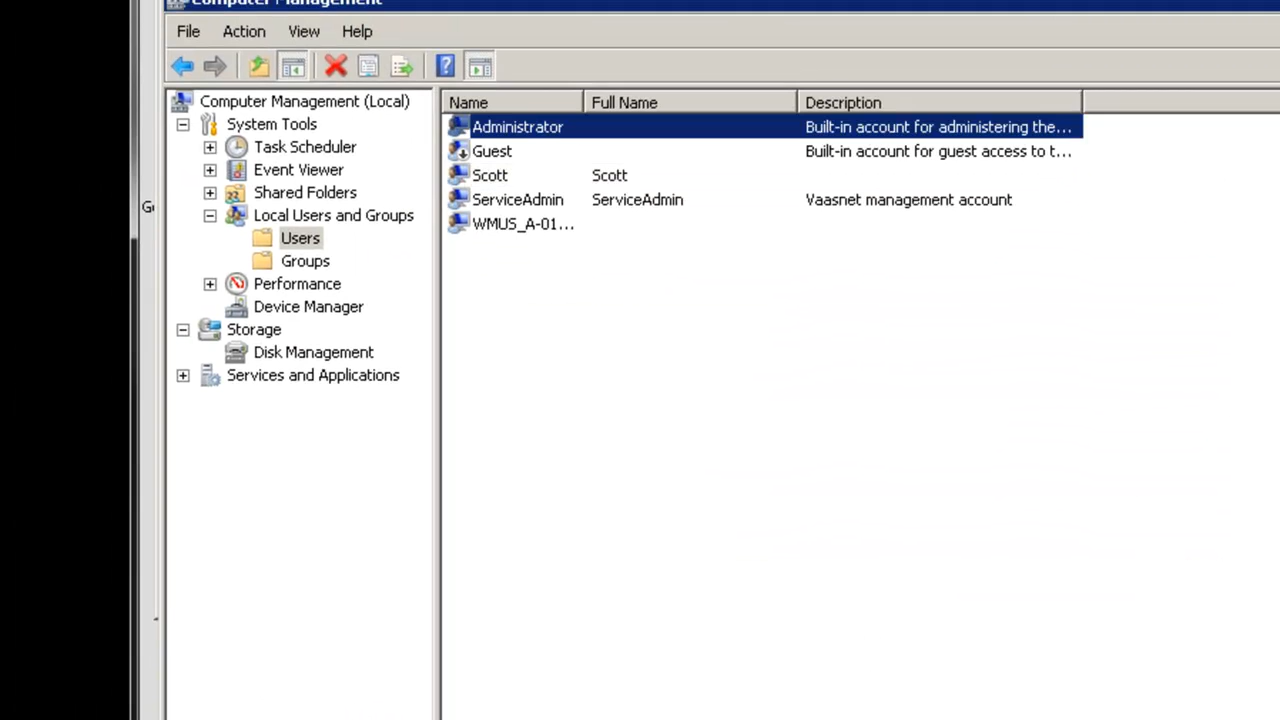 Computer Management
File Action View Help
Computer Management (Local)
System Tools
Task Scheduler
Event Viewer
Shared Folders
Local Users and Groups
Users
Groups
Performance
Device Manager
Storage
Disk Management
Services and Applications
Name Full Name Description
Administrator Built-in account for administering the...
Guest Built-in account for guest access to t...
Scott Scott
ServiceAdmin ServiceAdmin Vaasnet management account
WMUS_A-01...